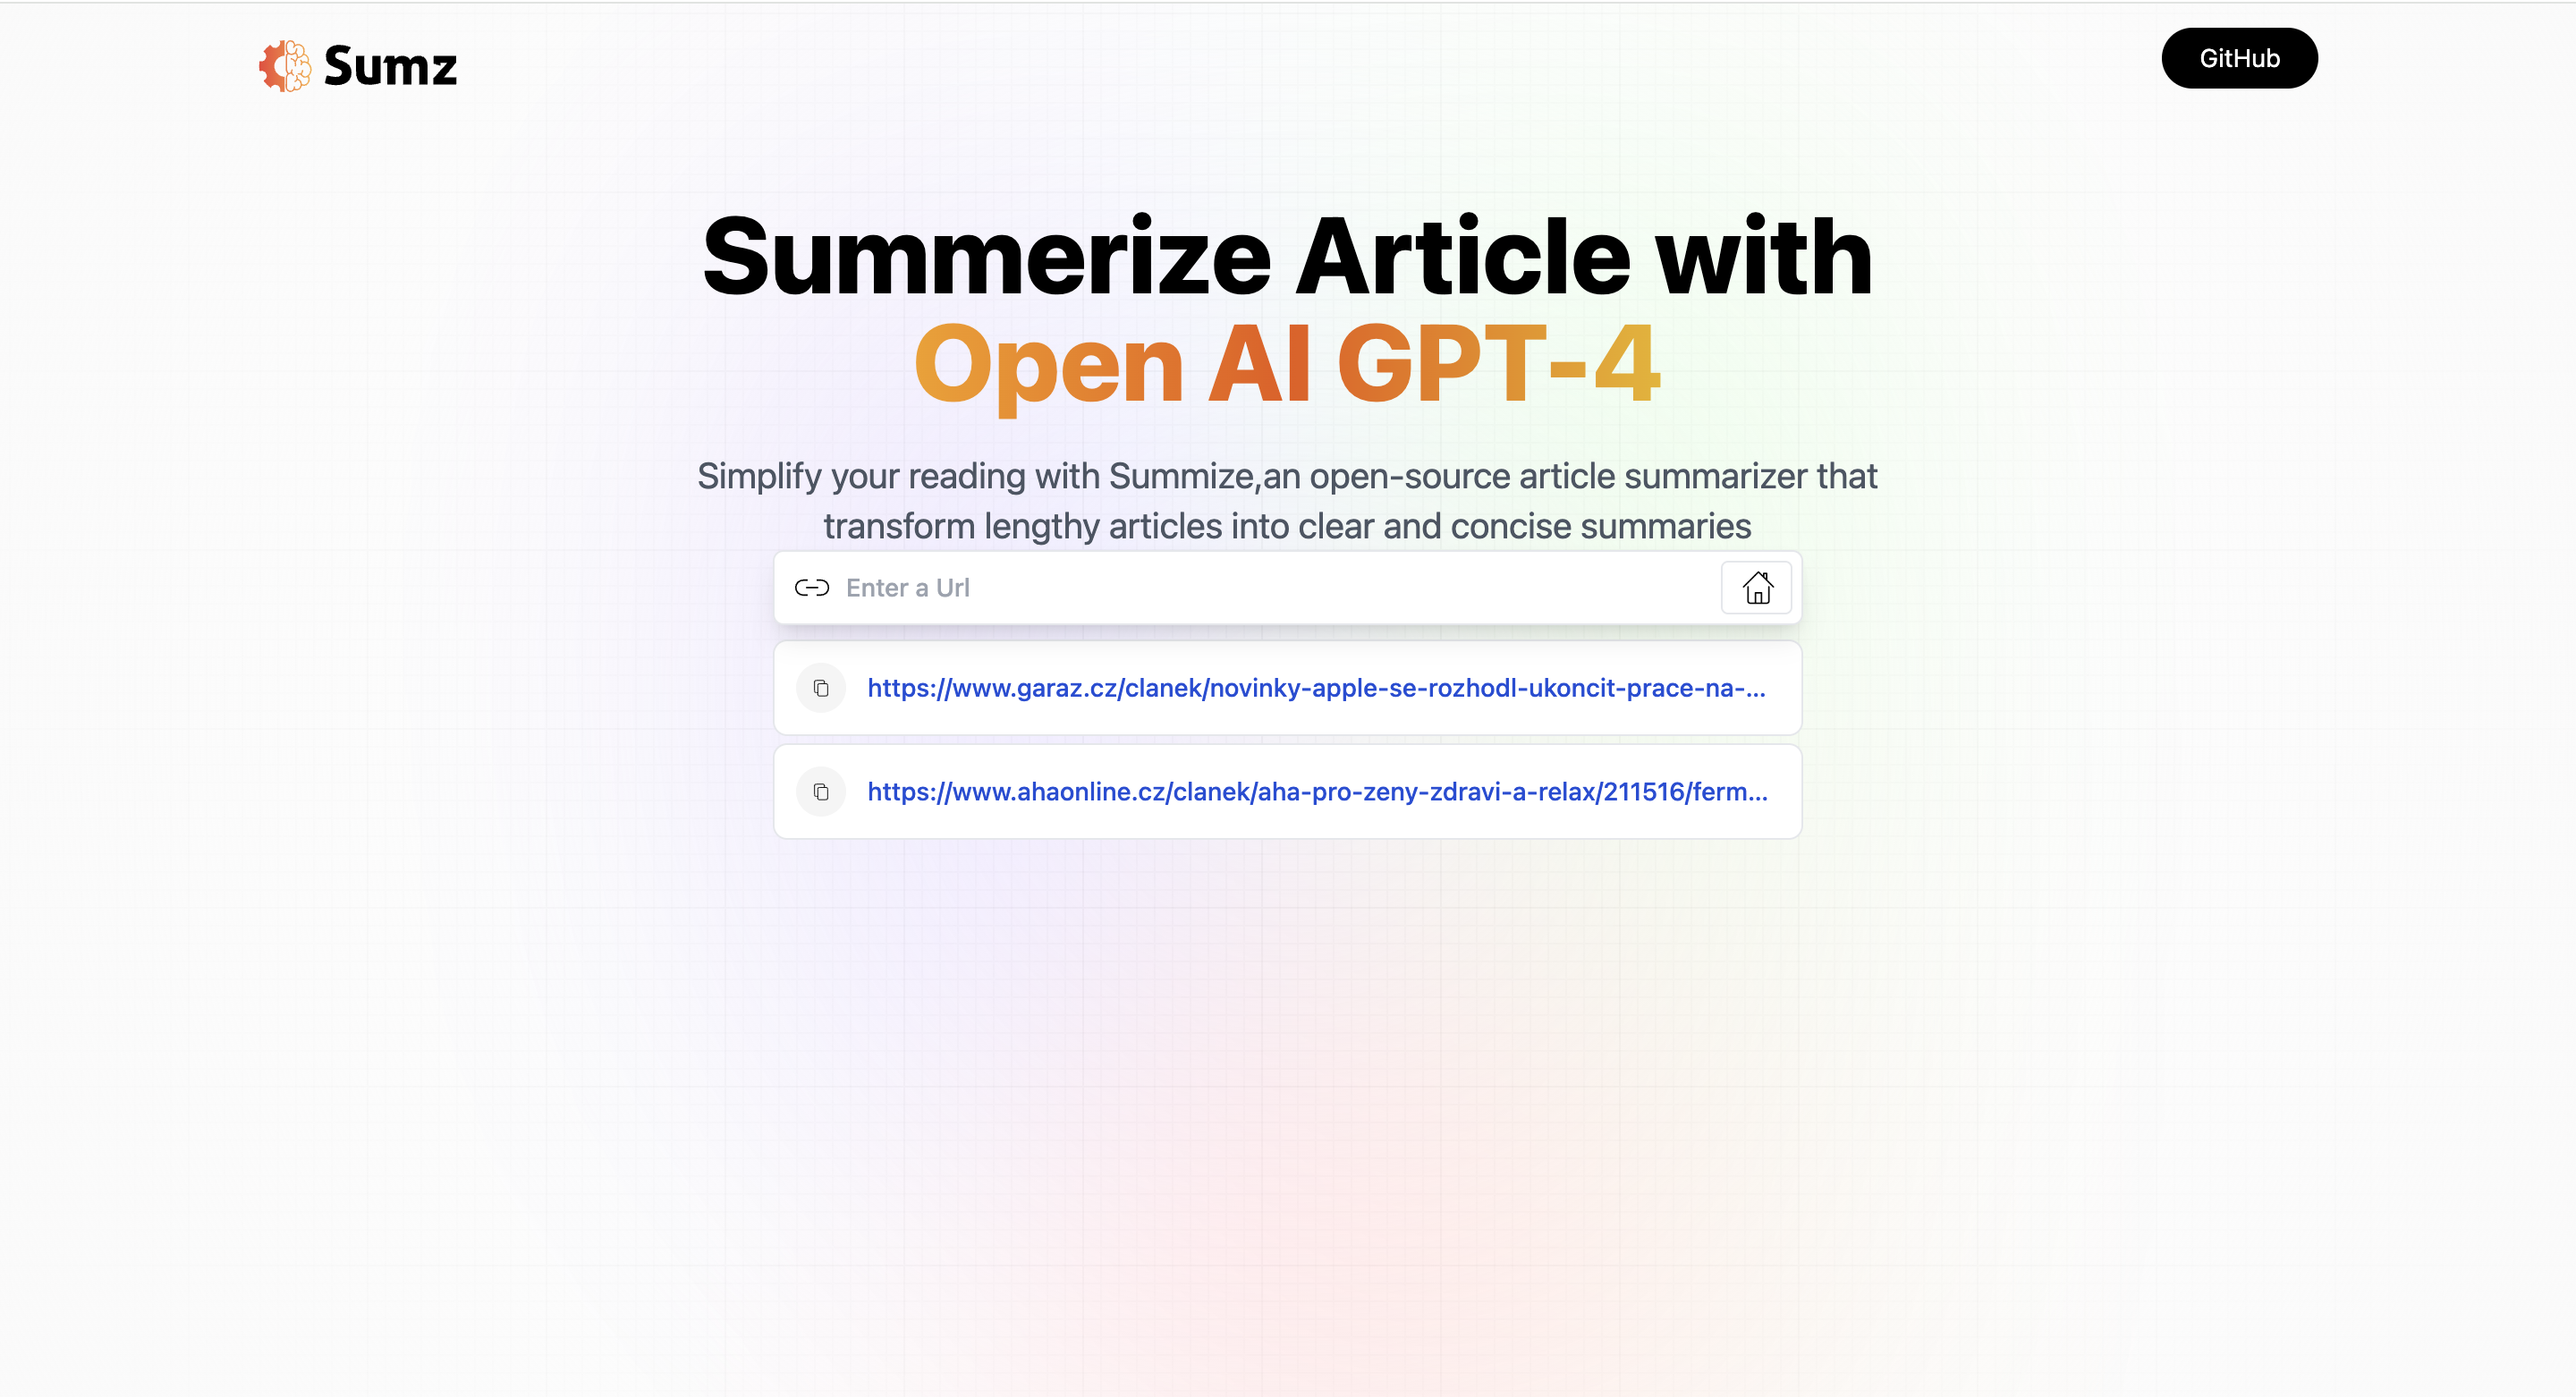 Sumz
GitHub
Summerize Article with
Open AI GPT-4
Simplify your reading with Summize,an open-source article summarizer that
transform lengthy articles into clear and concise summaries
Enter a Url
https://www.garaz.cz/clanek/novinky-apple-se-rozhodl-ukoncit-prace-na-...
https://www.ahaonline.cz/clanek/aha-pro-zeny-zdravi-a-relax/211516/ferm...